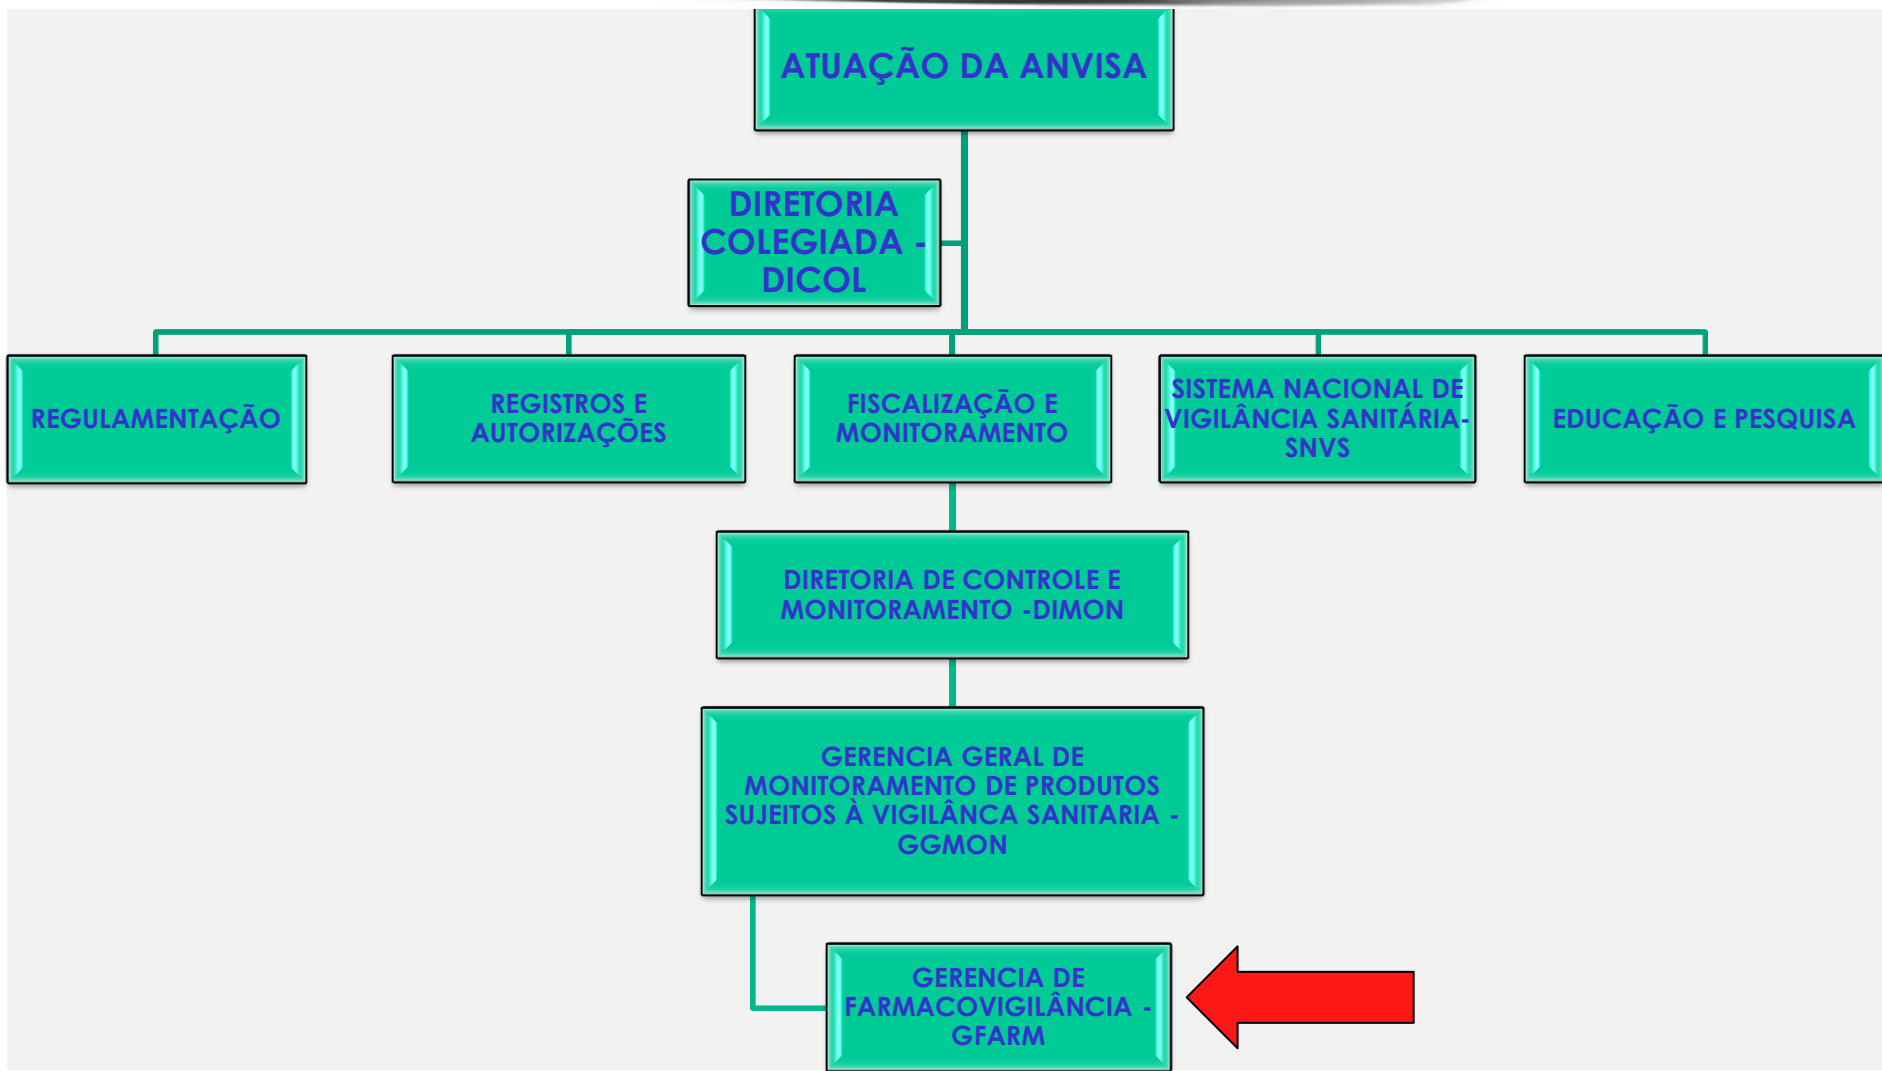 ATUAÇÃO DA ANVISA
DIRETORIA
COLEGIADA -
DICOL
REGULAMENTAÇÃO
REGISTROS E
AUTORIZAÇÕES
FISCALIZAÇÃO E
MONITORAMENTO
SISTEMA NACIONAL DE
VIGILÂNCIA SANITÁRIA-
SNVS
EDUCAÇÃO E PESQUISA
DIRETORIA DE CONTROLE E
MONITORAMENTO -DIMON
GERENCIA GERAL DE
MONITORAMENTO DE PRODUTOS
SUJEITOS À VIGILÂNCA SANITARIA -
GGMON
GERENCIA DE
FARMACOVIGILÂNCIA -
GFARM